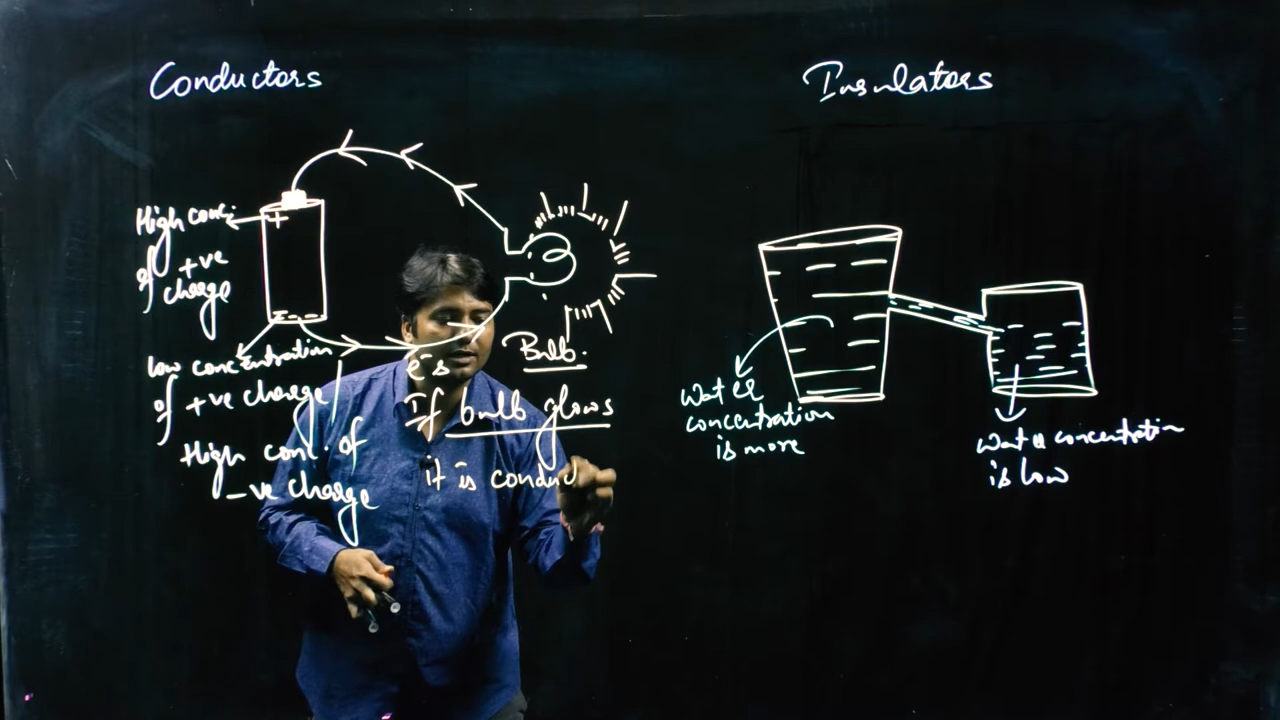 Conductors
Insulators
High conc.
of +ve
charge
+
--
low concentration
of +ve charge
High conc. of
-ve charge
e-s
Bulb.
If bulb glows
it is conduc
Water
concentration
is more
Water concentration
is low